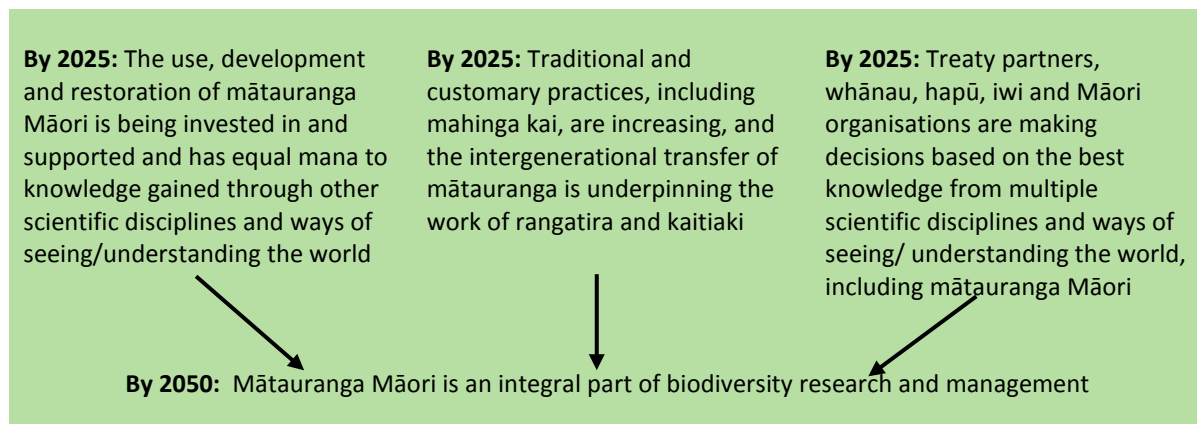 By 2025: The use, development
and restoration of mātauranga
Māori is being invested in and
supported and has equal mana to
knowledge gained through other
scientific disciplines and ways of
seeing/understanding the world
By 2025: Traditional and
customary practices, including
mahinga kai, are increasing, and
the intergenerational transfer of
mātauranga is underpinning the
work of rangatira and kaitiaki
By 2025: Treaty partners,
whānau, hapū, iwi and Māori
organisations are making
decisions based on the best
knowledge from multiple
scientific disciplines and ways of
seeing/ understanding the world,
including mātauranga Māori
By 2050: Mātauranga Māori is an integral part of biodiversity research and management